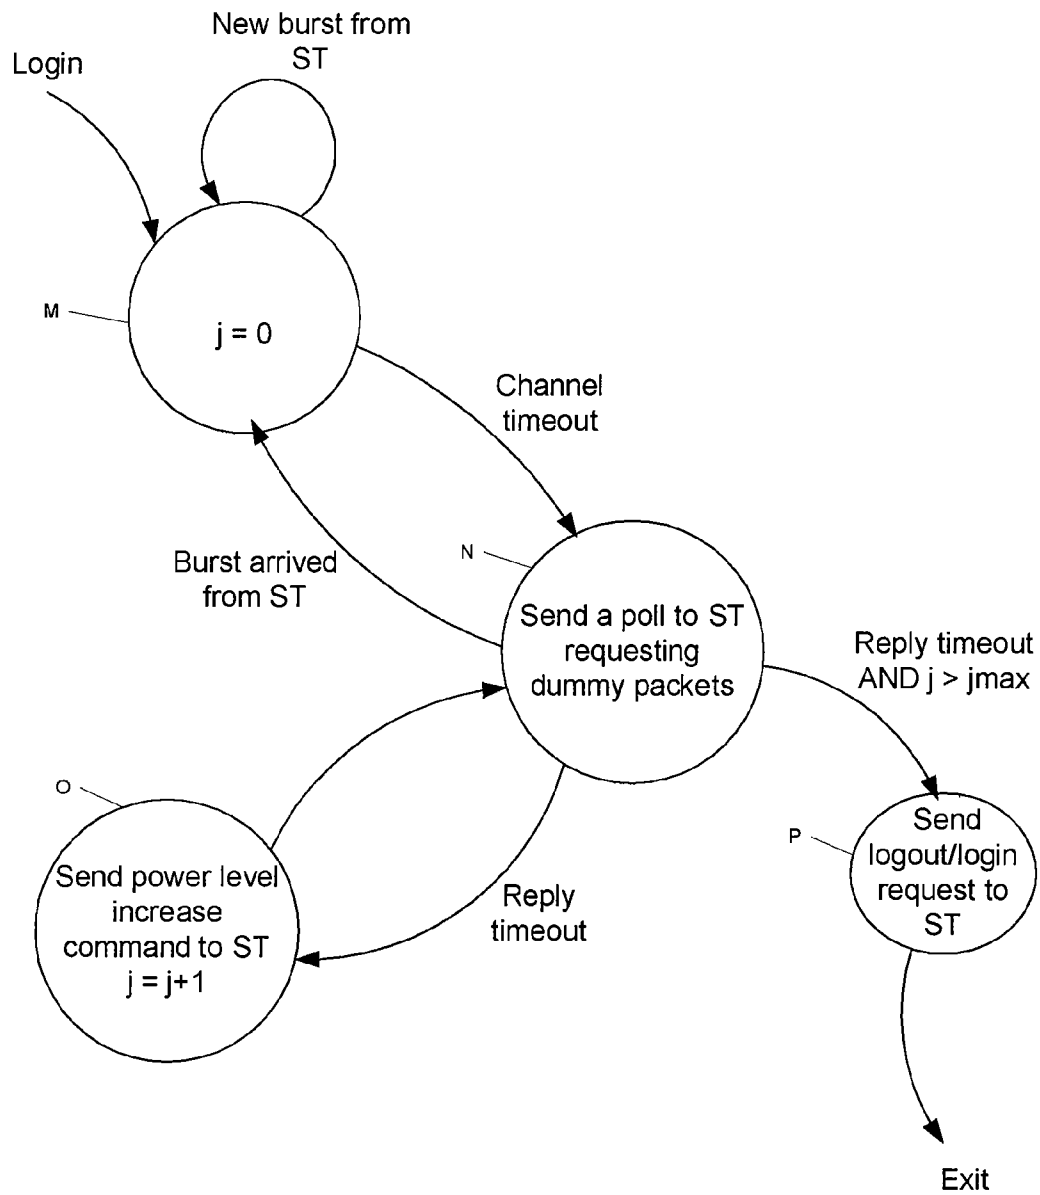 New burst from
ST
Login
M
j = 0
Channel
timeout
N
Burst arrived
from ST
Send a poll to ST
requesting
dummy packets
Reply timeout
AND j > jmax
O
Send power level
increase
command to ST
j = j+1
Reply
timeout
P
Send
logout/login
request to
ST
Exit